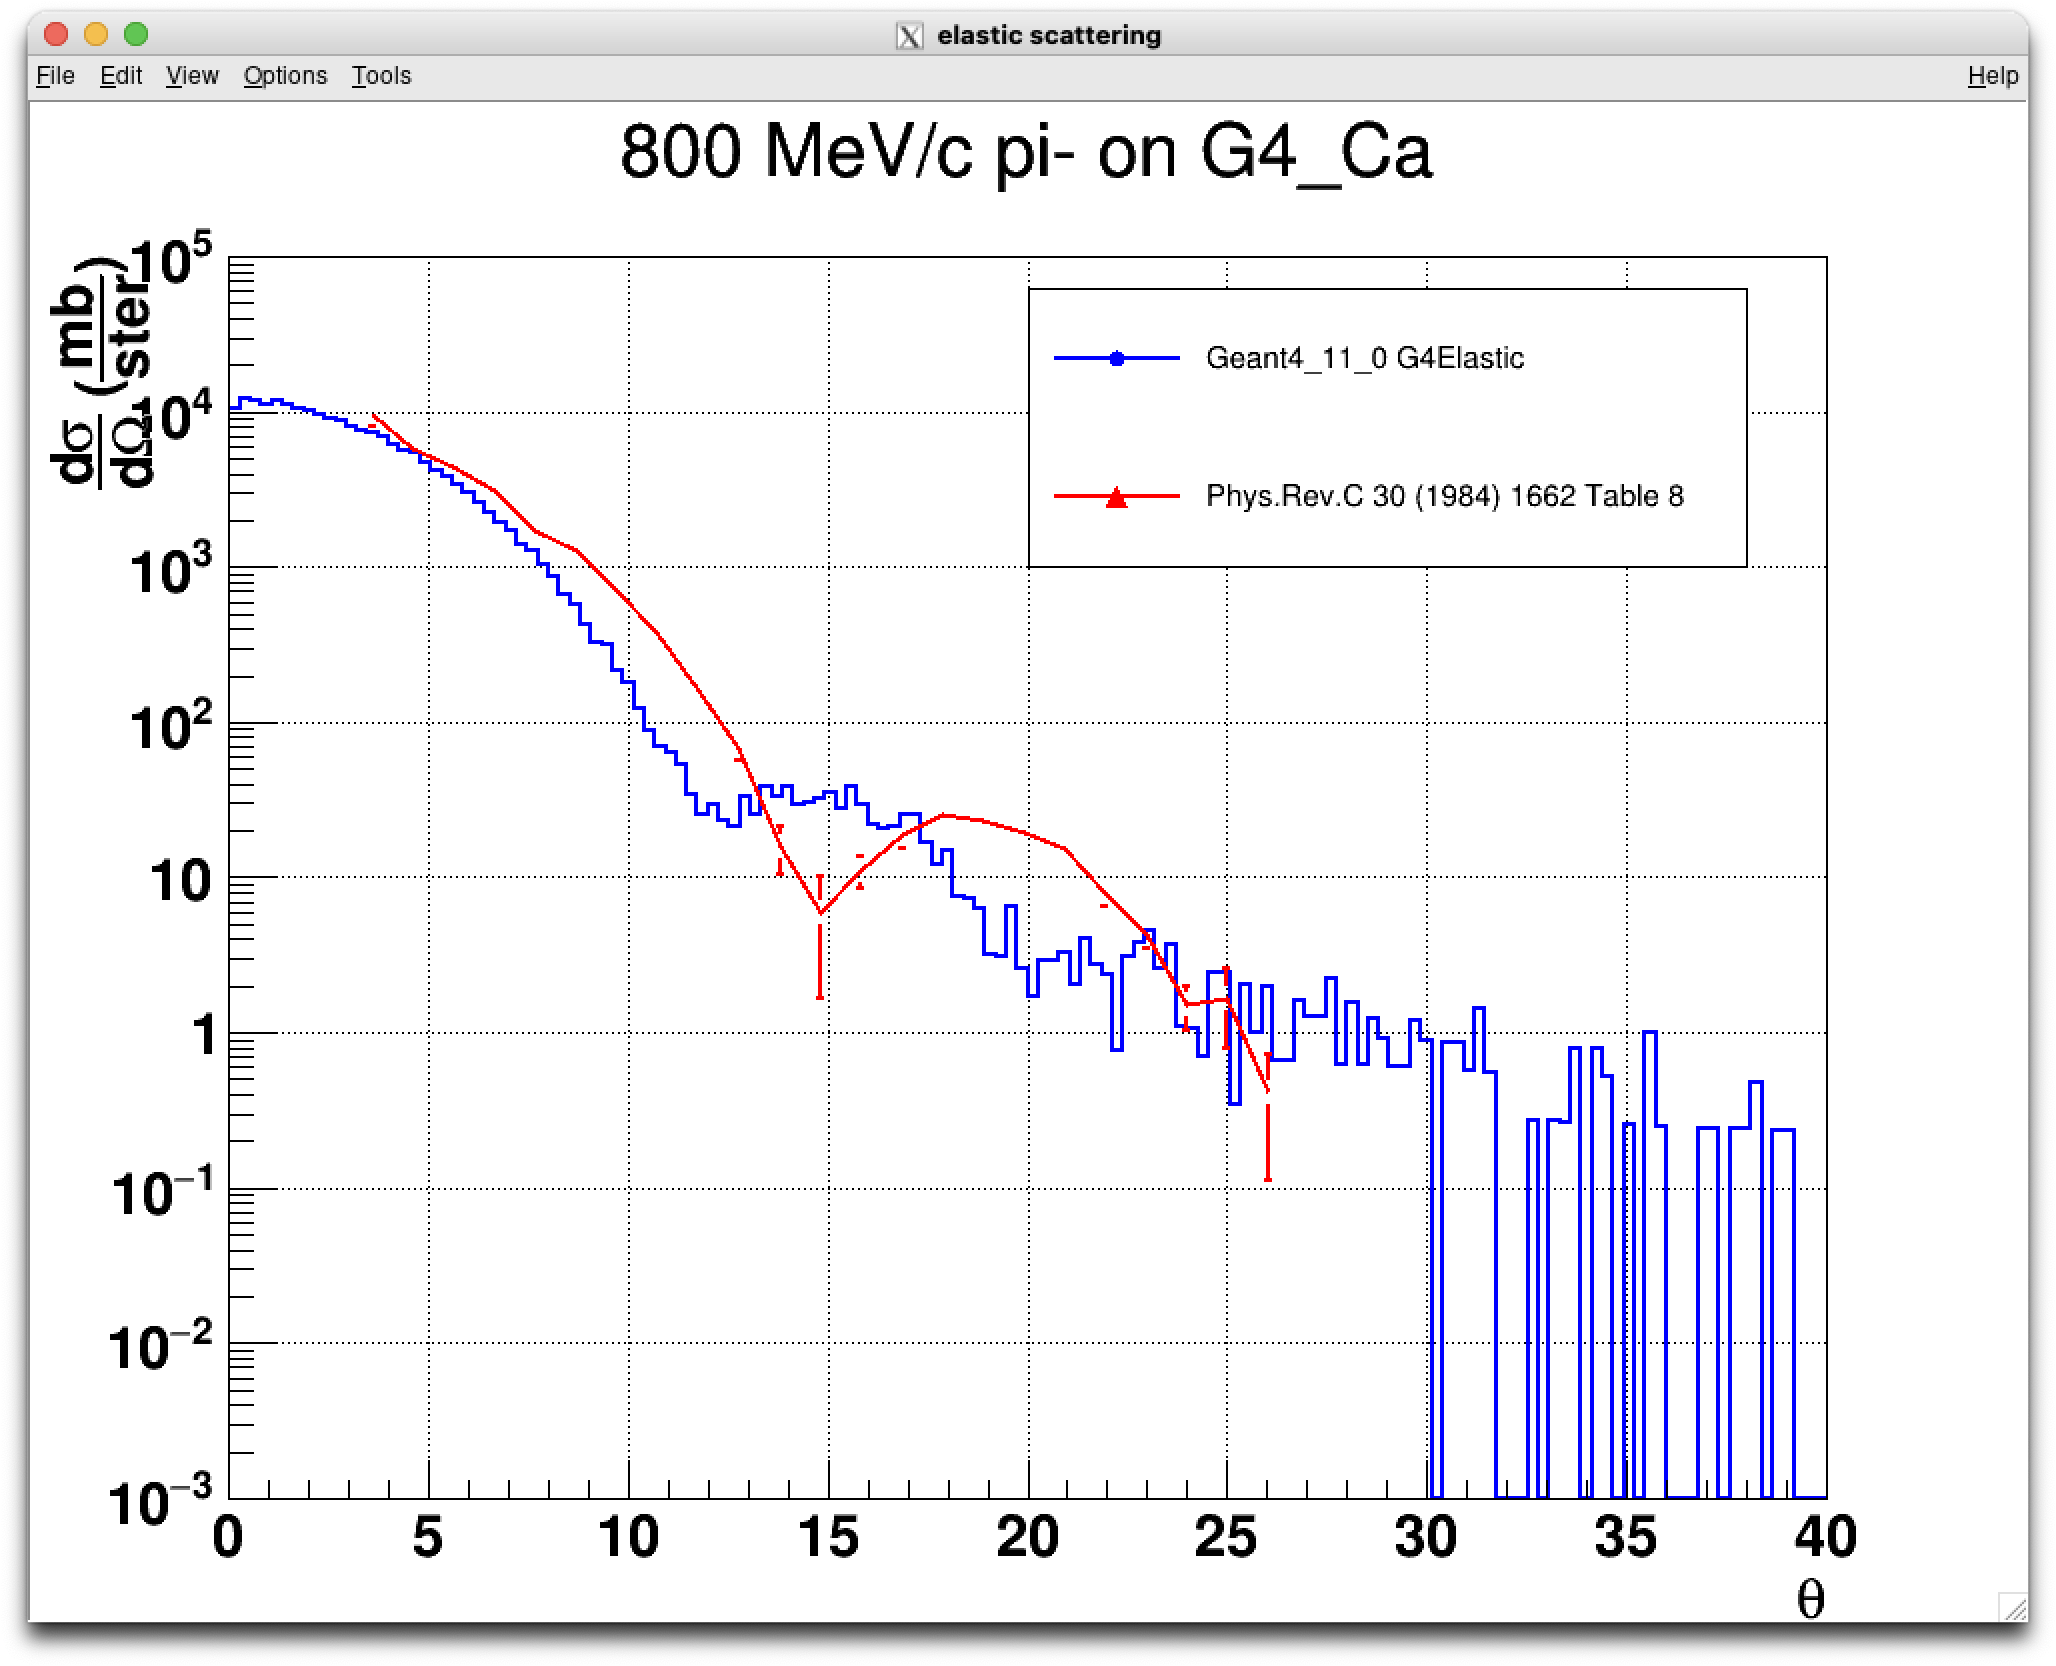 elastic scattering
File Edit View Options Tools Help
800 MeV/c pi- on G4_Ca
dσ/dΩ (mb/ster)
10⁵
10⁴
10³
10²
10
1
10⁻¹
10⁻²
10⁻³
Geant4_11_0 G4Elastic
Phys.Rev.C 30 (1984) 1662 Table 8
0 5 10 15 20 25 30 35 40
θ